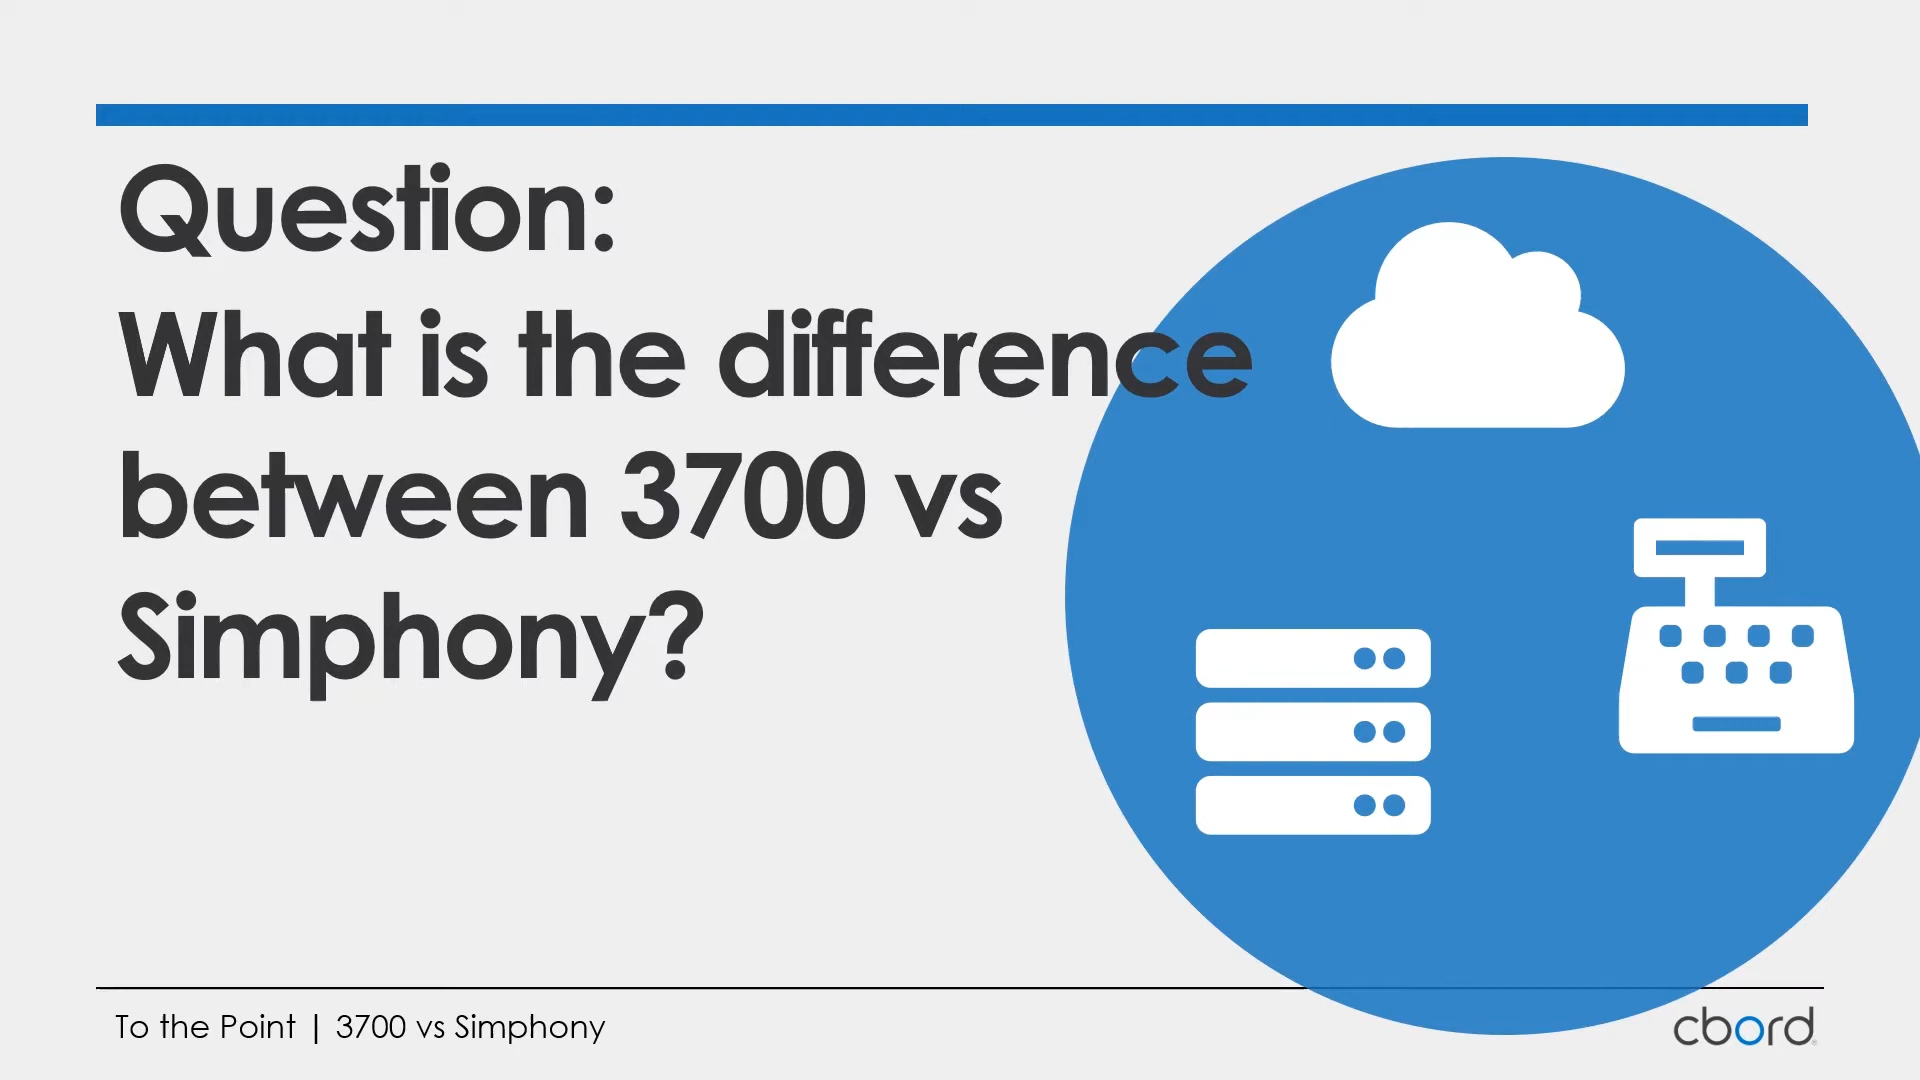 Question:
What is the difference
between 3700 vs
Simphony?
To the Point | 3700 vs Simphony
cbord